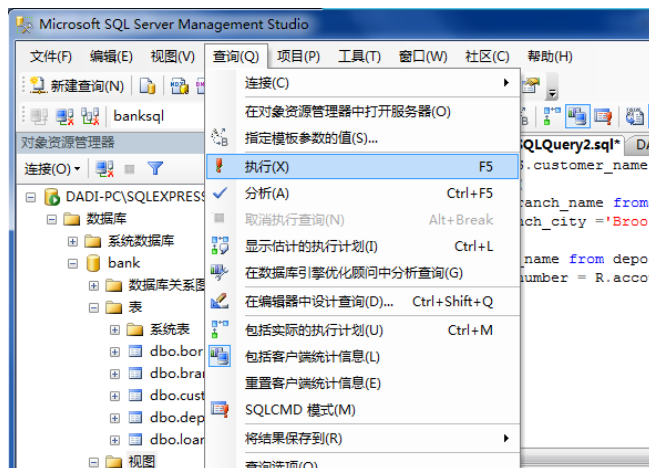 Microsoft SQL Server Management Studio
文件(F) 编辑(E) 视图(V) 查询(Q) 项目(P) 工具(T) 窗口(W) 社区(C) 帮助(H)
新建查询(N)
连接(C)
banksql
在对象资源管理器中打开服务器(O)
对象资源管理器
指定模板参数的值(S)...
SQLQuery2.sql*
连接(O)
执行(X) F5
S.customer_name
DADI-PC\SQLEXPRESS
分析(A) Ctrl+F5
ranch_name from
数据库
取消执行查询(N) Alt+Break
nch_city ='Broo
系统数据库
显示估计的执行计划(I) Ctrl+L
bank
在数据库引擎优化顾问中分析查询(G)
_name from depo
数据库关系图
number = R.acco
表
在编辑器中设计查询(D)... Ctrl+Shift+Q
系统表
包括实际的执行计划(U) Ctrl+M
dbo.bor
包括客户端统计信息(L)
dbo.bra
重置客户端统计信息(E)
dbo.cust
SQLCMD 模式(M)
dbo.dep
将结果保存到(R)
dbo.loar
视图
查询选项(O)